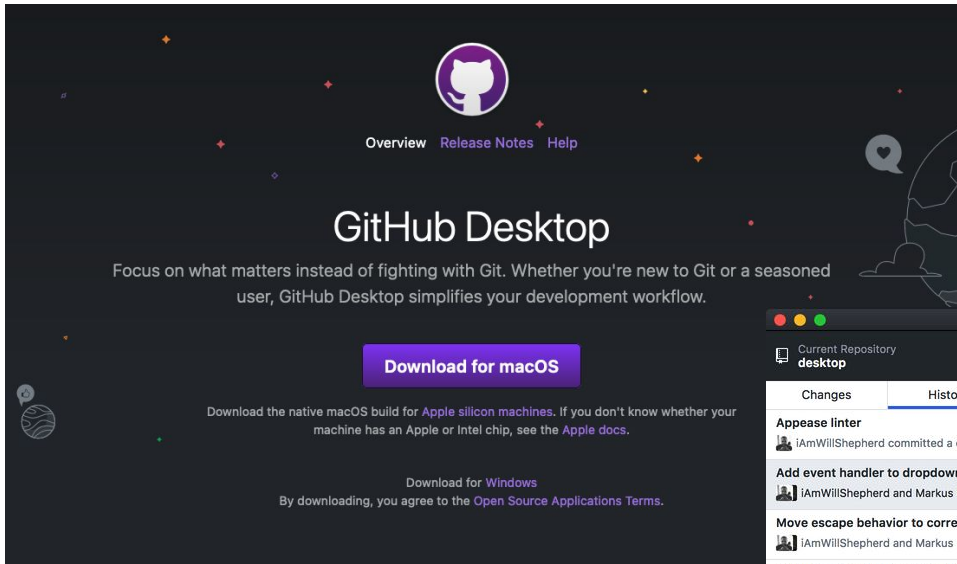 Overview Release Notes Help
GitHub Desktop
Focus on what matters instead of fighting with Git. Whether you're new to Git or a seasoned
user, GitHub Desktop simplifies your development workflow.
Download for macOS
Download the native macOS build for Apple silicon machines. If you don't know whether your
machine has an Apple or Intel chip, see the Apple docs.
Download for Windows
By downloading, you agree to the Open Source Applications Terms.
Current Repository
desktop
Changes Histo
Appease linter
iAmWillShepherd committed a
Add event handler to dropdown
iAmWillShepherd and Markus
Move escape behavior to corre
iAmWillShepherd and Markus